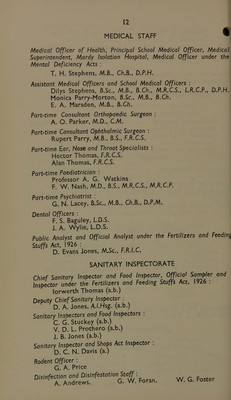 12
MEDICAL STAFF
Medical Officer of Health, Principal School Medical Officer, Medical
Superintendent, Mardy Isolation Hospital, Medical Officer under the
Mental Deficiency Acts :
T. H. Stephens, M.B., Ch.B., D.P.H.
Assistant Medical Officers and School Medical Officers :
Dilys Stephens, B.Sc., M.B., B.Ch., M.R.C.S., L.R.C.P., D.P.H.
Monica Parry-Morton, B.Sc., M.B., B.Ch.
E. A. Marsden, M.B., B.Ch.
Part-time Consultant Orthopaedic Surgeon :
A. O. Parker, M.D., C.M.
Part-time Consultant Ophthalmic Surgeon :
Rupert Parry, M.B., B.S., F.R.C.S.
Part-time Ear, Nose and Throat Specialists :
Hector Thomas, F.R.C.S.
Alan Thomas, F.R.C.S.
Part-time Paediatrician :
Professor A. G. Watkins
F. W. Nash, M.D., B.S., M.R.C.S., M.R.C.P.
Part-time Psychiatrist :
G. N. Lacey, B.Sc., M.B., Ch.B., D.P.M.
Dental Officers :
F. S. Baguley, L.D.S.
J. A. Wylie, L.D.S.
Public Analyst and Official Analyst under the Fertilizers and Feeding
Stuffs Act, 1926 :
D. Evans Jones, M.Sc., F.R.I.C.
SANITARY INSPECTORATE
Chief Sanitary Inspector and Food Inspector, Official Sampler and
Inspector under the Fertilizers and Feeding Stuffs Act, 1926 :
Iorwerth Thomas (a.b.)
Deputy Chief Sanitary Inspector :
D. A. Jones, A.I.Hsg. (a.b.)
Sanitary Inspectors and Food Inspectors :
C. G. Stuckey (a.b.)
V. D. L. Prothero (a.b.)
J. B. Jones (a.b.)
Sanitary Inspector and Shops Act Inspector :
D. C. N. Davis (a.)
Rodent Officer :
G. A. Price
Disinfection and Disinfestation Staff :
A. Andrews. G. W. Foran. W. G. Foster